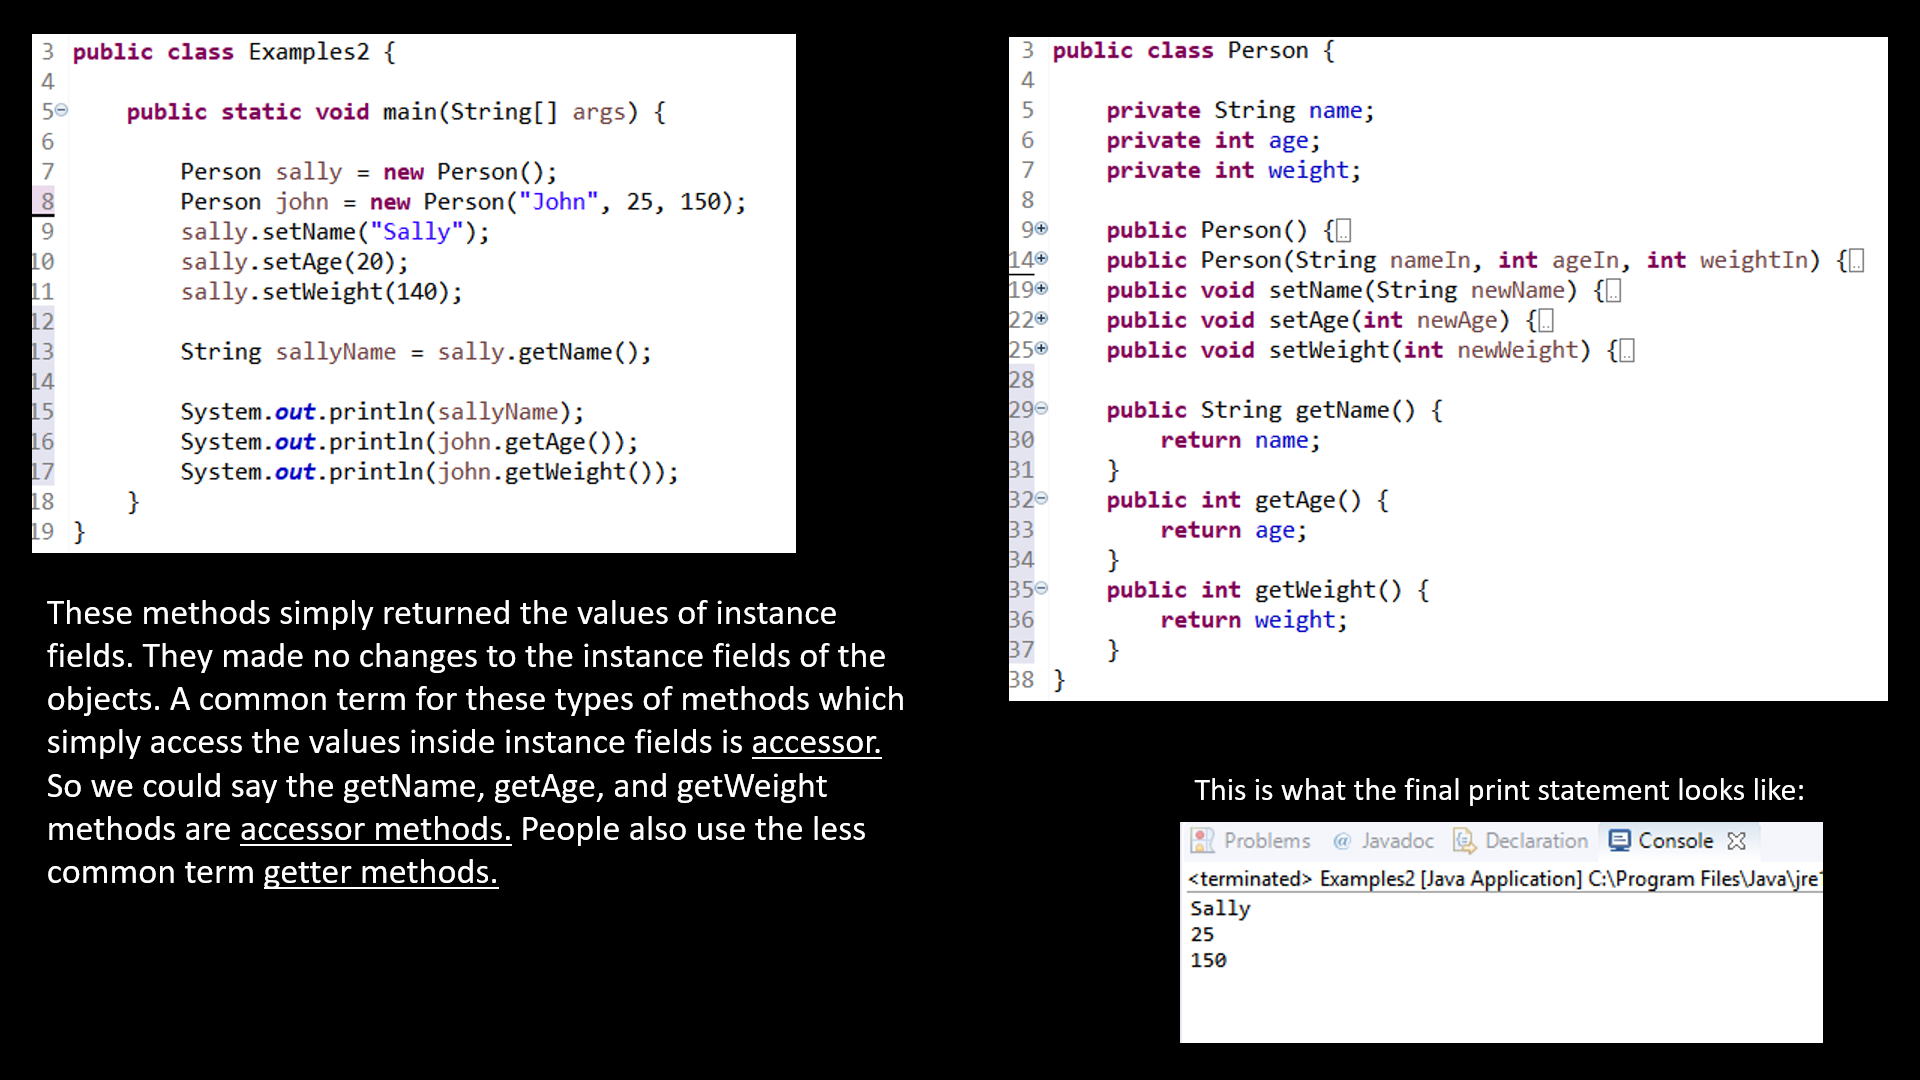 3 public class Examples2 {
4
5 public static void main(String[] args) {
6
7 Person sally = new Person();
8 Person john = new Person("John", 25, 150);
9 sally.setName("Sally");
10 sally.setAge(20);
11 sally.setWeight(140);
12
13 String sallyName = sally.getName();
14
15 System.out.println(sallyName);
16 System.out.println(john.getAge());
17 System.out.println(john.getWeight());
18 }
19 }
These methods simply returned the values of instance
fields. They made no changes to the instance fields of the
objects. A common term for these types of methods which
simply access the values inside instance fields is accessor.
So we could say the getName, getAge, and getWeight
methods are accessor methods. People also use the less
common term getter methods.
3 public class Person {
4
5 private String name;
6 private int age;
7 private int weight;
8
9 public Person() {..
14 public Person(String nameIn, int ageIn, int weightIn) {..
19 public void setName(String newName) {..
22 public void setAge(int newAge) {..
25 public void setWeight(int newWeight) {..
28
29 public String getName() {
30 return name;
31 }
32 public int getAge() {
33 return age;
34 }
35 public int getWeight() {
36 return weight;
37 }
38 }
This is what the final print statement looks like:
Problems @ Javadoc Declaration Console
<terminated> Examples2 [Java Application] C:\Program Files\Java\jre1
Sally
25
150